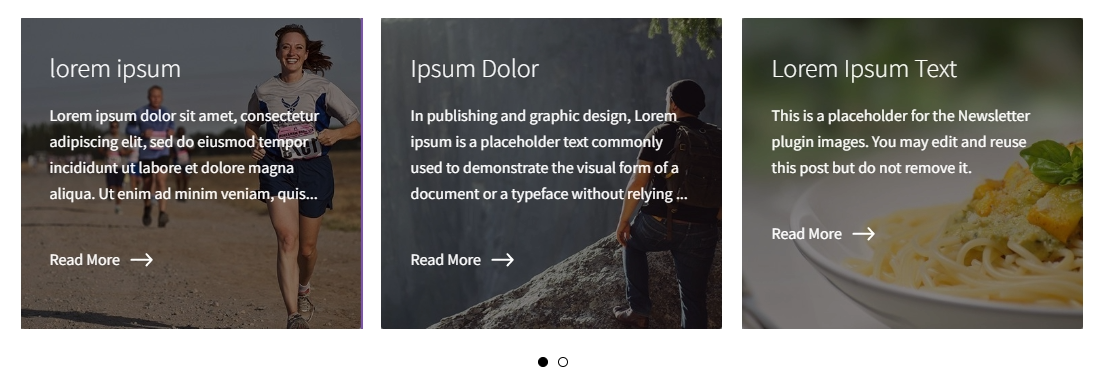 lorem ipsum
Lorem ipsum dolor sit amet, consectetur
adipiscing elit, sed do eiusmod tempor
incididunt ut labore et dolore magna
aliqua. Ut enim ad minim veniam, quis...
Read More
Ipsum Dolor
In publishing and graphic design, Lorem
ipsum is a placeholder text commonly
used to demonstrate the visual form of a
document or a typeface without relying ...
Read More
Lorem Ipsum Text
This is a placeholder for the Newsletter
plugin images. You may edit and reuse
this post but do not remove it.
Read More